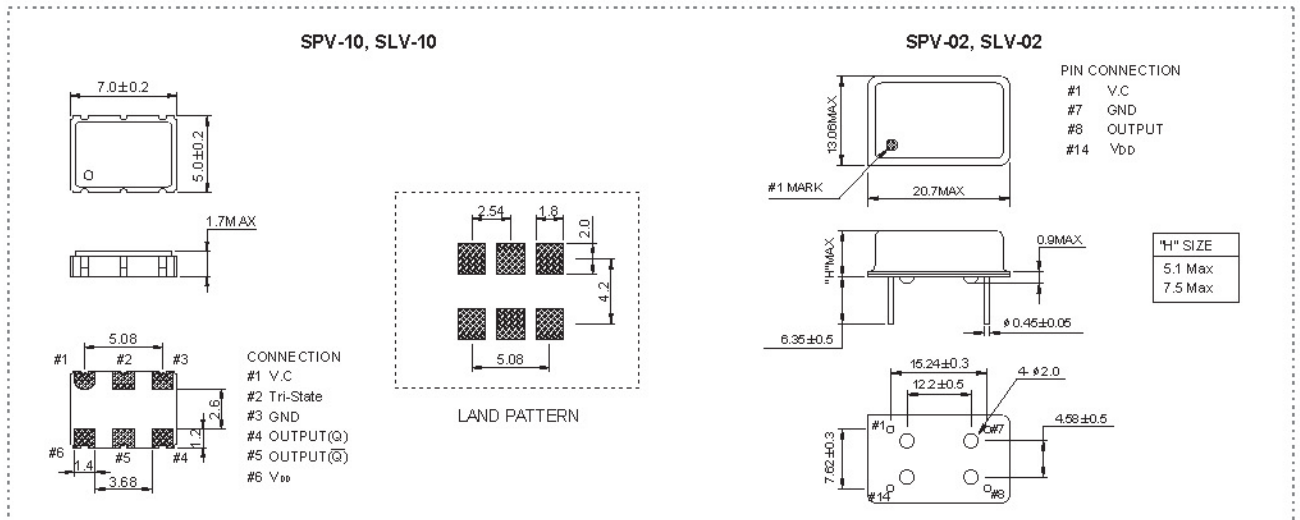 SPV-10, SLV-10
7.0±0.2
5.0±0.2
1.7MAX
5.08
#1
#2
#3
2.6
1.2
#6
#5
#4
1.4
3.68
CONNECTION
#1 V.C
#2 Tri-State
#3 GND
#4 OUTPUT(Q)
#5 OUTPUT(Q̅)
#6 VDD
2.54
1.8
2.0
4.2
5.08
LAND PATTERN
SPV-02, SLV-02
13.06MAX
#1 MARK
20.7MAX
PIN CONNECTION
#1 V.C
#7 GND
#8 OUTPUT
#14 VDD
"H"MAX
0.9MAX
6.35±0.5
ø0.45±0.05
"H" SIZE
5.1 Max
7.5 Max
15.24±0.3
12.2±0.5
4-ø2.0
4.58±0.5
7.62±0.3
#1
#7
#14
#8